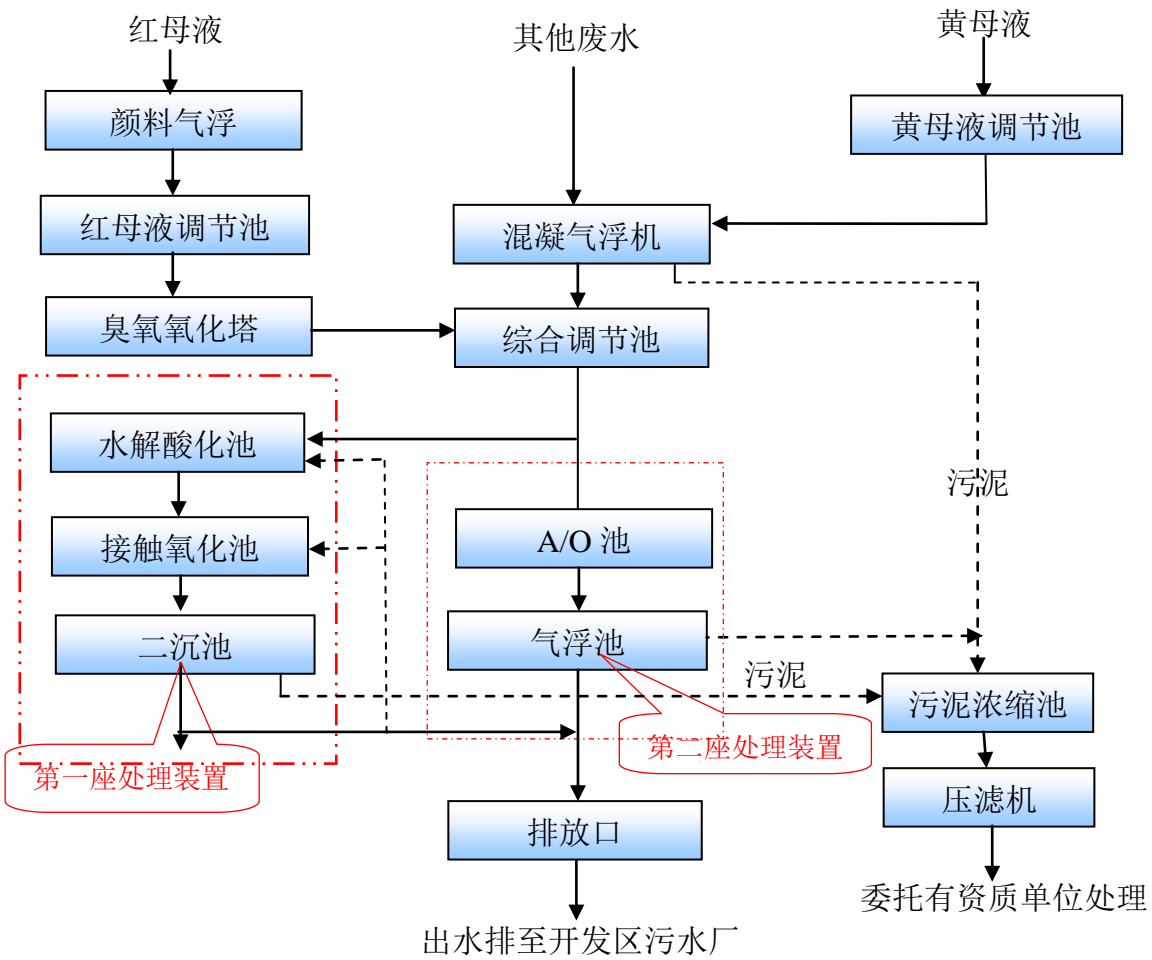 红母液
其他废水
黄母液
颜料气浮
黄母液调节池
红母液调节池
混凝气浮机
臭氧氧化塔
综合调节池
水解酸化池
污泥
接触氧化池
A/O 池
二沉池
气浮池
污泥
污泥浓缩池
第一座处理装置
第二座处理装置
压滤机
排放口
委托有资质单位处理
出水排至开发区污水厂